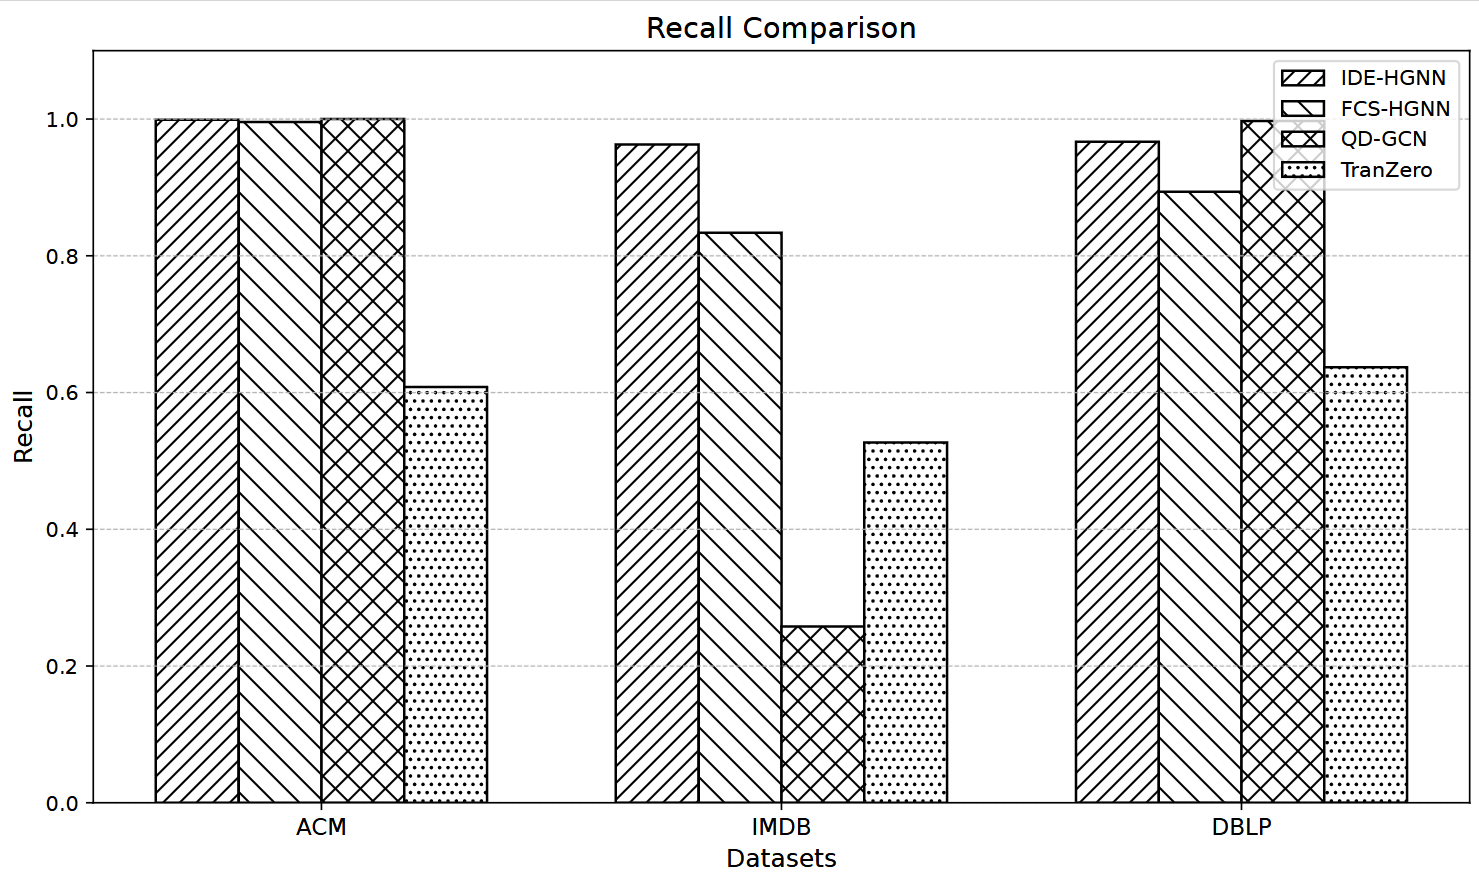 Recall Comparison
IDE-HGNN
FCS-HGNN
QD-GCN
TranZero
Recall
1.0
0.8
0.6
0.4
0.2
0.0
ACM
IMDB
DBLP
Datasets